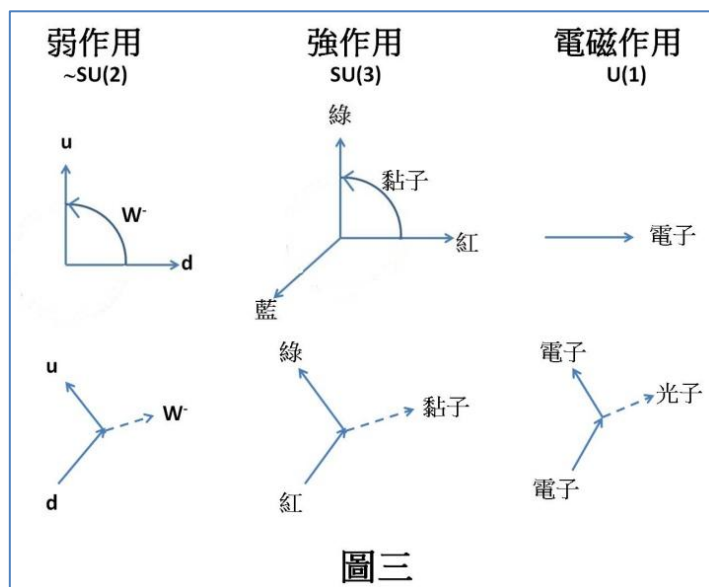 弱作用
~SU(2)
強作用
SU(3)
電磁作用
U(1)
u
W-
d
綠
黏子
紅
藍
電子
u
W-
d
綠
黏子
紅
電子
光子
電子
圖三